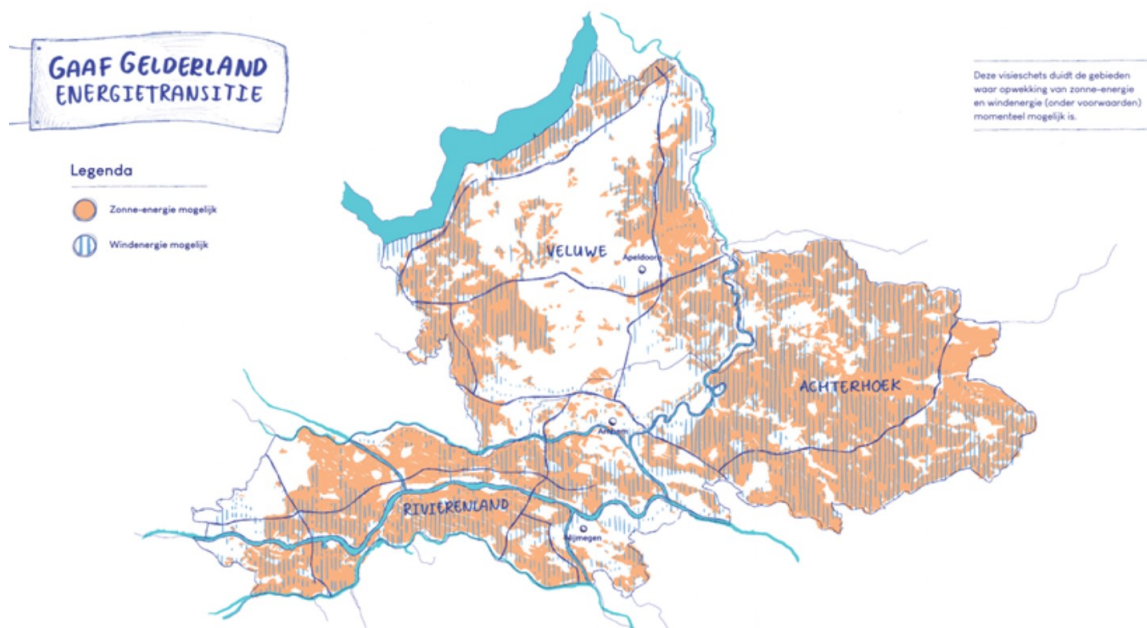 GAAF GELDERLAND
ENERGIETRANSITIE
Deze visieschets duidt de gebieden
waar opwekking van zonne-energie
en windenergie (onder voorwaarden)
momenteel mogelijk is.
Legenda
Zonne-energie mogelijk
Windenergie mogelijk
VELUWE
Apeldoorn
ACHTERHOEK
Arnhem
RIVIERENLAND
Nijmegen